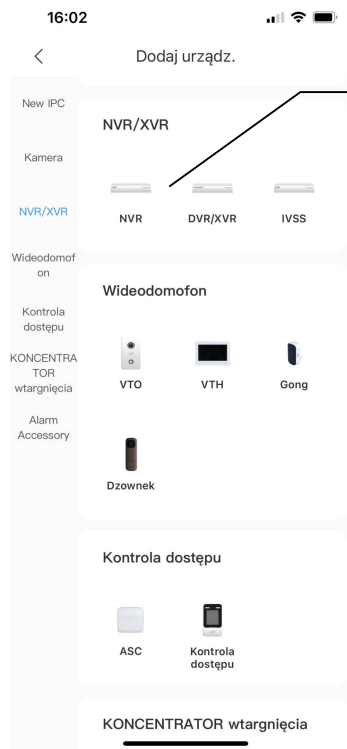 16:02
Dodaj urządz.
New IPC
Kamera
NVR/XVR
Wideodomof
on
Kontrola
dostępu
KONCENTRA
TOR
wtargnięcia
Alarm
Accessory
NVR/XVR
NVR
DVR/XVR
IVSS
Wideodomofon
VTO
VTH
Gong
Dzownek
Kontrola dostępu
ASC
Kontrola
dostępu
KONCENTRATOR wtargnięcia